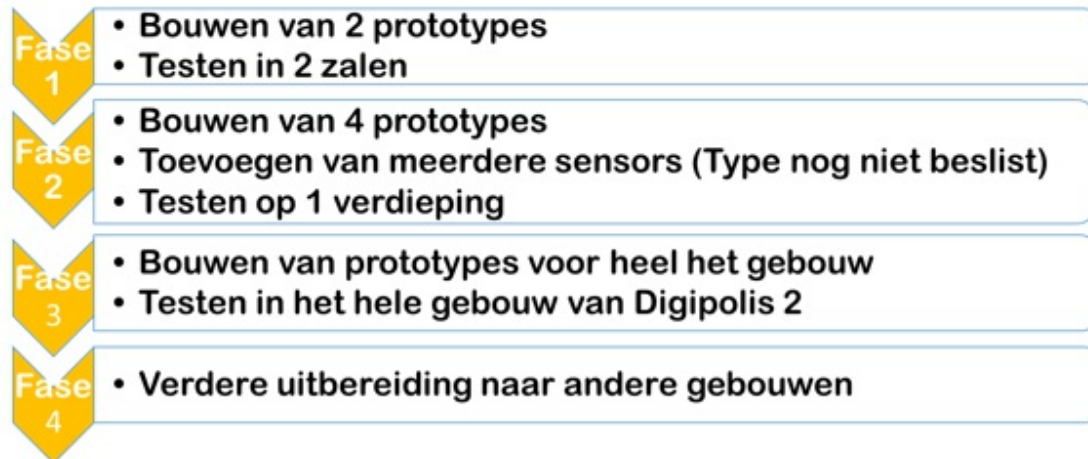 Fase
1
• Bouwen van 2 prototypes
• Testen in 2 zalen
Fase
2
• Bouwen van 4 prototypes
• Toevoegen van meerdere sensors (Type nog niet beslist)
• Testen op 1 verdieping
Fase
3
• Bouwen van prototypes voor heel het gebouw
• Testen in het hele gebouw van Digipolis 2
Fase
4
• Verdere uitbereiding naar andere gebouwen